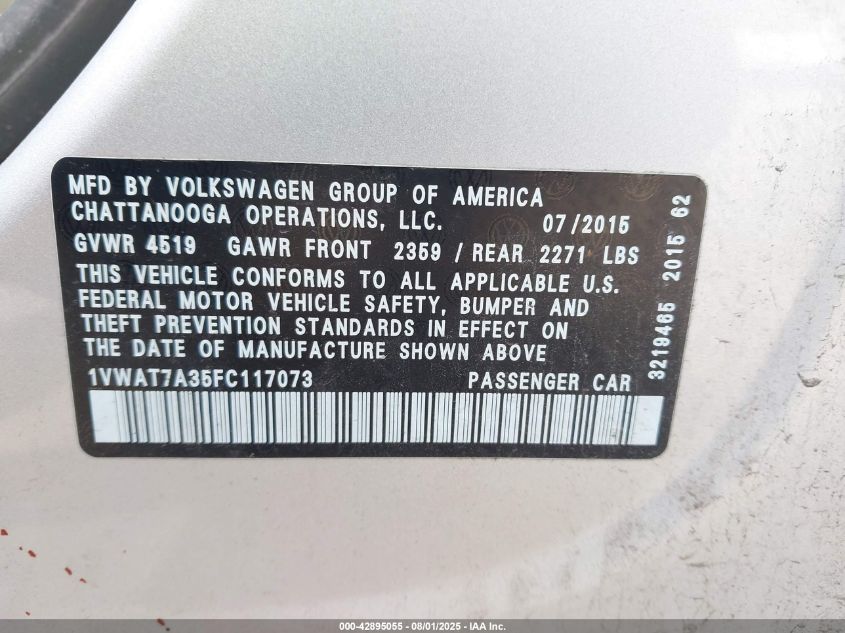 MFD BY VOLKSWAGEN GROUP OF AMERICA
CHATTANOOGA OPERATIONS, LLC. 07/2015
GVWR 4519 GAWR FRONT 2359 / REAR 2271 LBS
THIS VEHICLE CONFORMS TO ALL APPLICABLE U.S.
FEDERAL MOTOR VEHICLE SAFETY, BUMPER AND
THEFT PREVENTION STANDARDS IN EFFECT ON
THE DATE OF MANUFACTURE SHOWN ABOVE
1VWAT7A35FC117073 PASSENGER CAR
3219465 2015 62
000-42895055 - 08/01/2025 - IAA Inc.